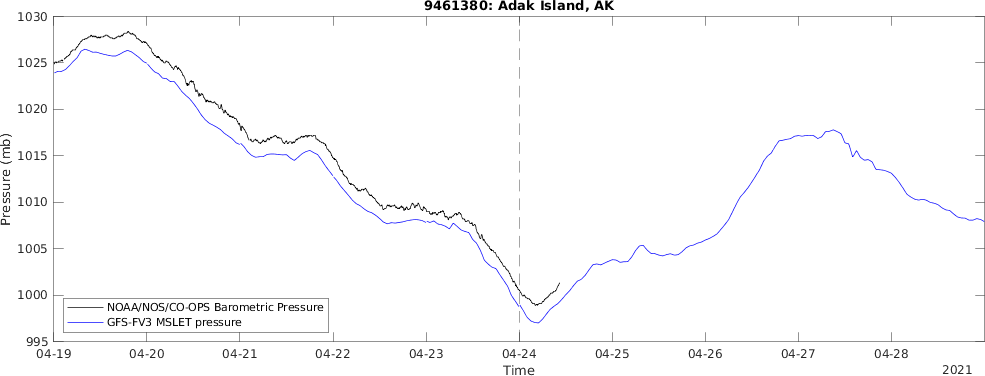 9461380: Adak Island, AK
1030
1025
1020
1015
1010
1005
1000
995
Pressure (mb)
NOAA/NOS/CO-OPS Barometric Pressure
GFS-FV3 MSLET pressure
04-19 04-20 04-21 04-22 04-23 04-24 04-25 04-26 04-27 04-28
Time
2021